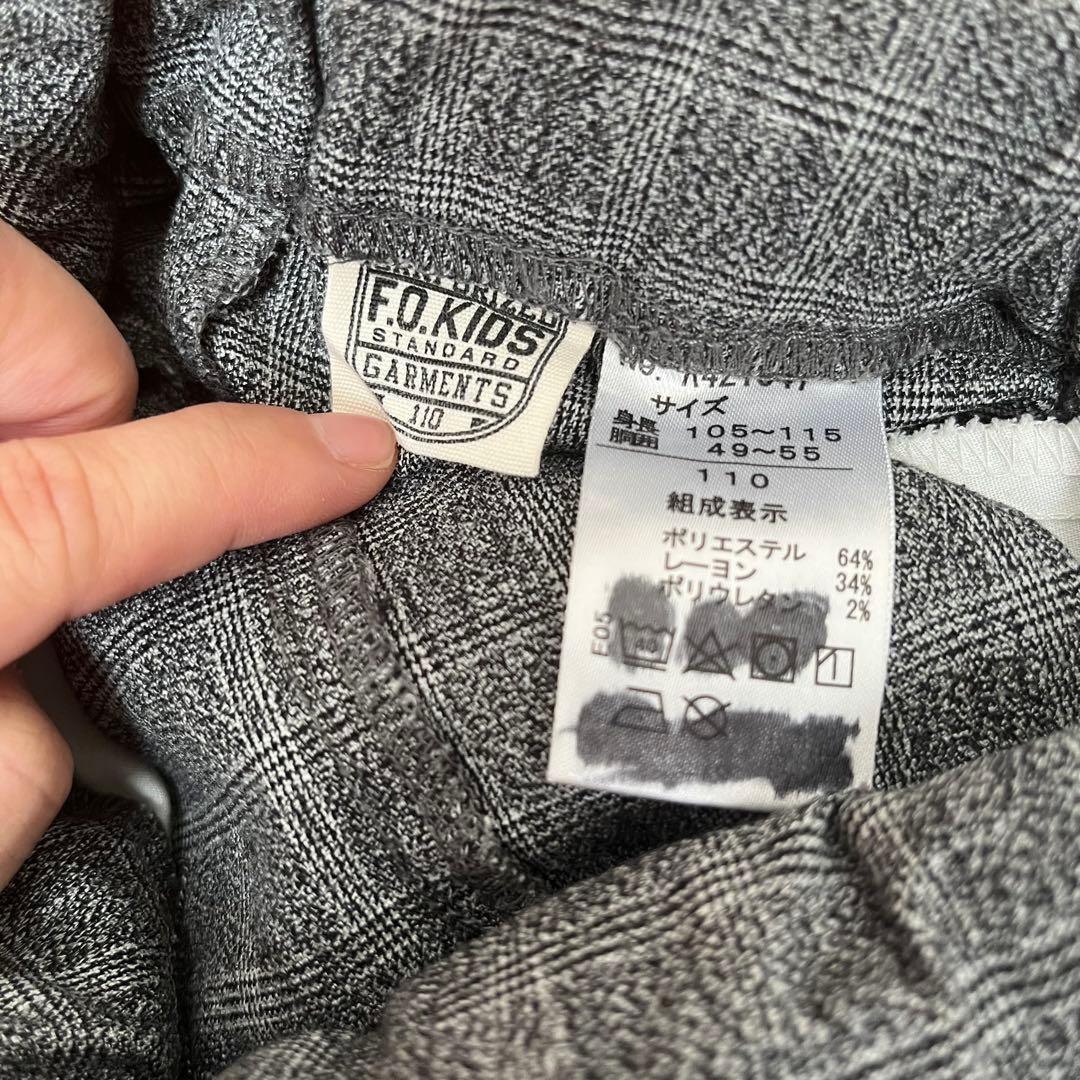 F.O.KIDS
STANDARD
GARMENTS
110
サイズ
身長 105～115
胴囲 49～55
110
組成表示
ポリエステル 64%
レーヨン 34%
ポリウレタン 2%
F05